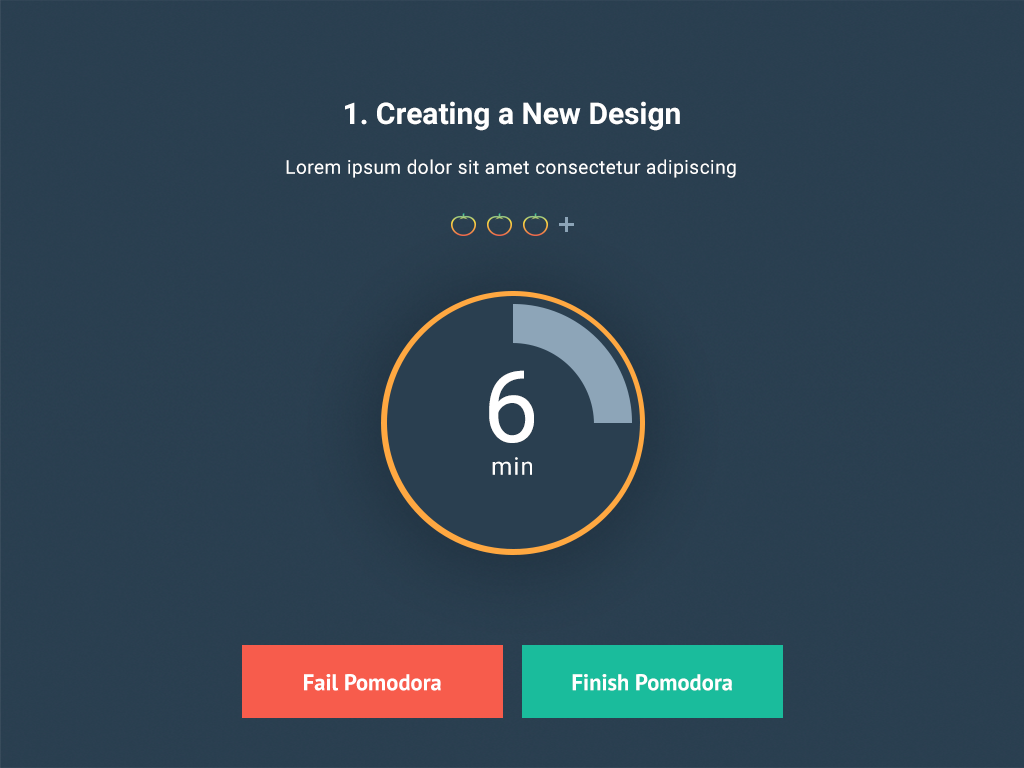 1. Creating a New Design
Lorem ipsum dolor sit amet consectetur adipiscing
+
6
min
Fail Pomodora
Finish Pomodora